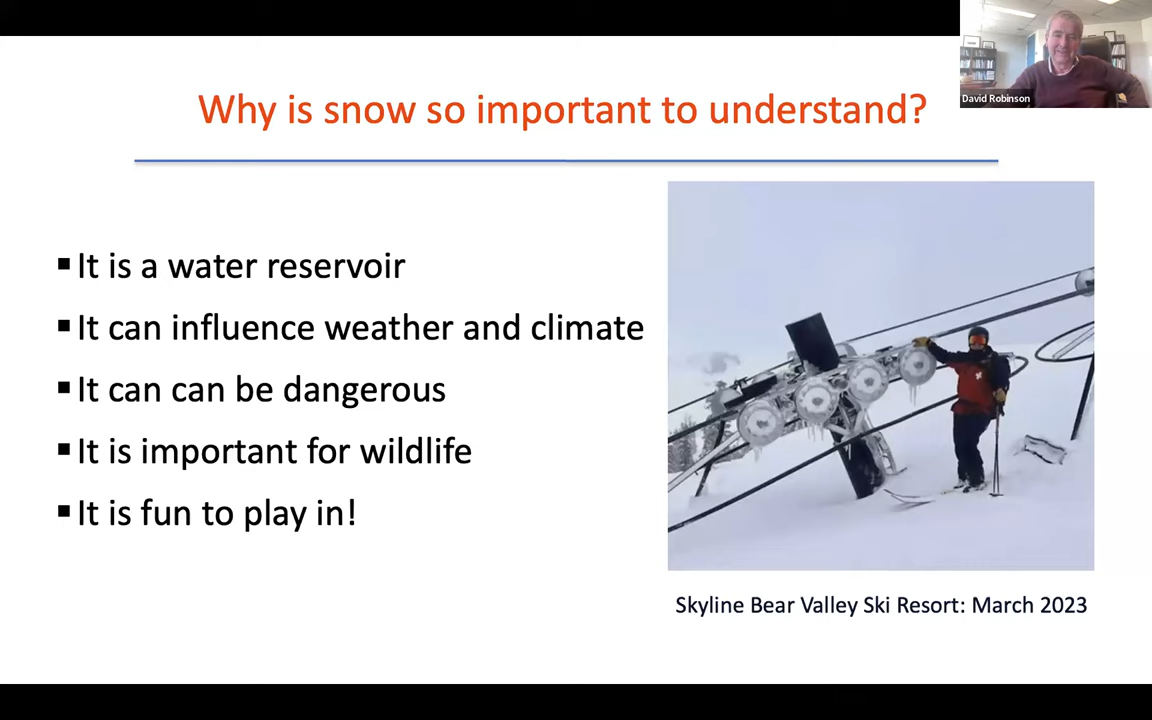 David Robinson
Why is snow so important to understand?
▪It is a water reservoir
▪It can influence weather and climate
▪It can can be dangerous
▪It is important for wildlife
▪It is fun to play in!
Skyline Bear Valley Ski Resort: March 2023